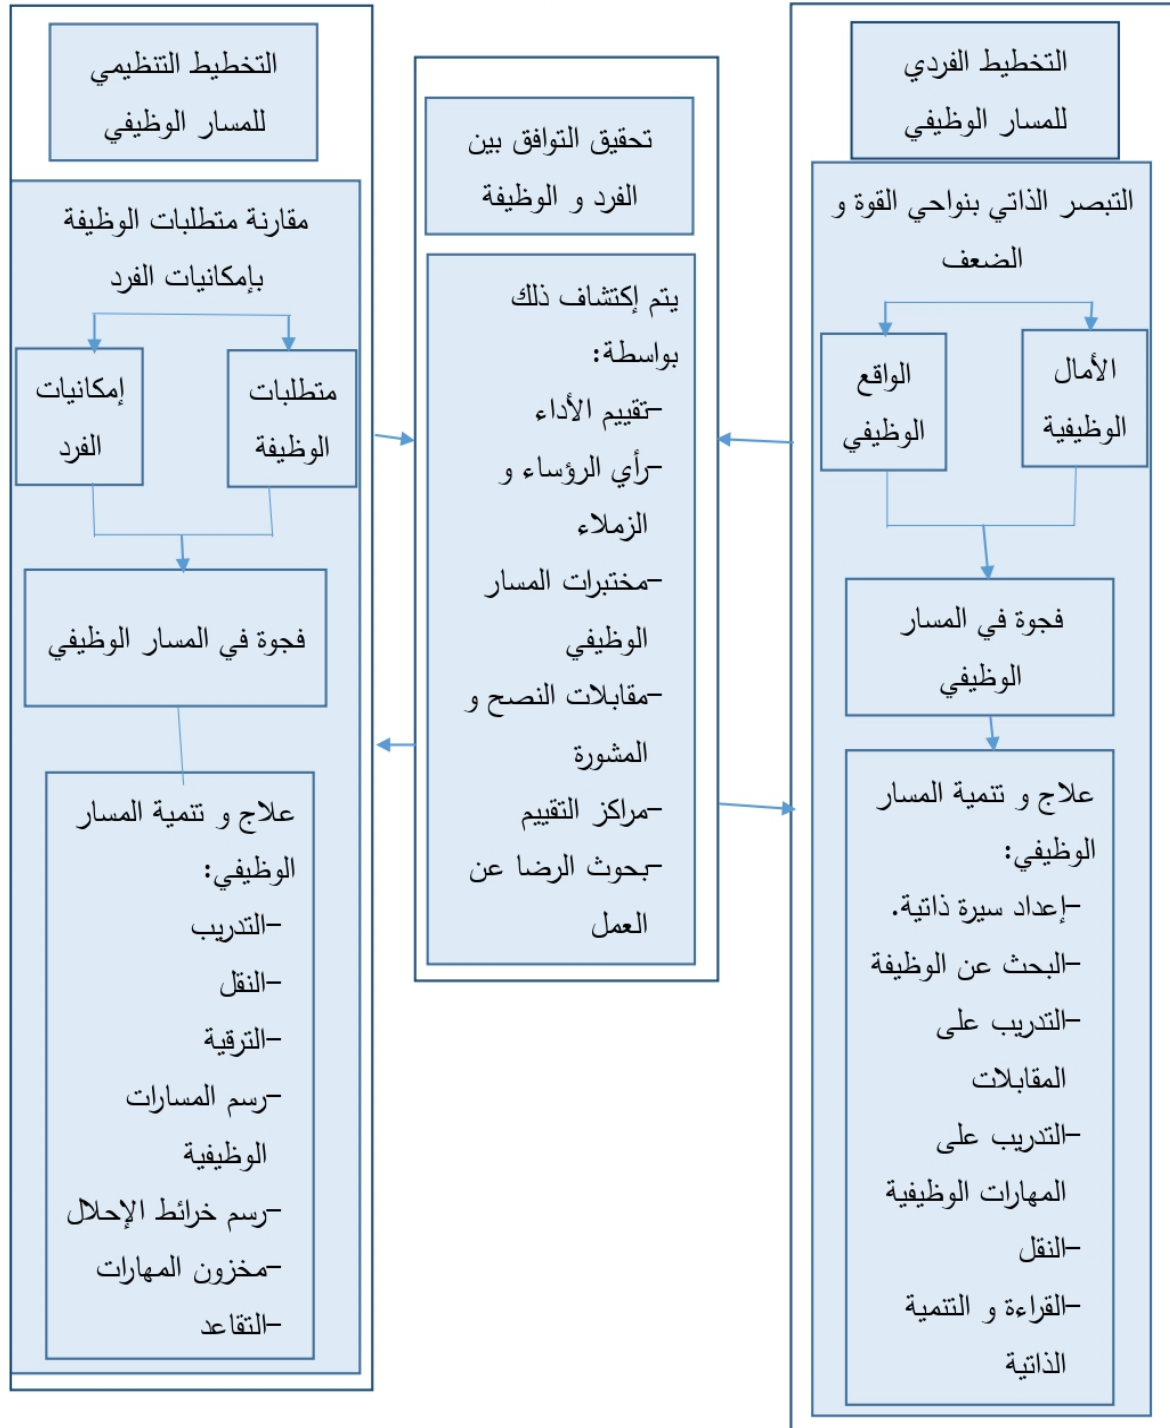 التخطيط الفردي
للمسار الوظيفي
التبصر الذاتي بنواحي القوة و
الضعف
الأمال
الوظيفية
الواقع
الوظيفي
فجوة في المسار
الوظيفي
علاج و تنمية المسار
الوظيفي:
-إعداد سيرة ذاتية.
-البحث عن الوظيفة
-التدريب على
المقابلات
-التدريب على
المهارات الوظيفية
-النقل
-القراءة و التنمية
الذاتية
تحقيق التوافق بين
الفرد و الوظيفة
يتم إكتشاف ذلك
بواسطة:
-تقييم الأداء
-رأي الرؤساء و
الزملاء
-مختبرات المسار
الوظيفي
-مقابلات النصح و
المشورة
-مراكز التقييم
-بحوث الرضا عن
العمل
التخطيط التنظيمي
للمسار الوظيفي
مقارنة متطلبات الوظيفة
بإمكانيات الفرد
متطلبات
الوظيفة
إمكانيات
الفرد
فجوة في المسار الوظيفي
علاج و تنمية المسار
الوظيفي:
-التدريب
-النقل
-الترقية
-رسم المسارات
الوظيفية
-رسم خرائط الإحلال
-مخزون المهارات
-التقاعد